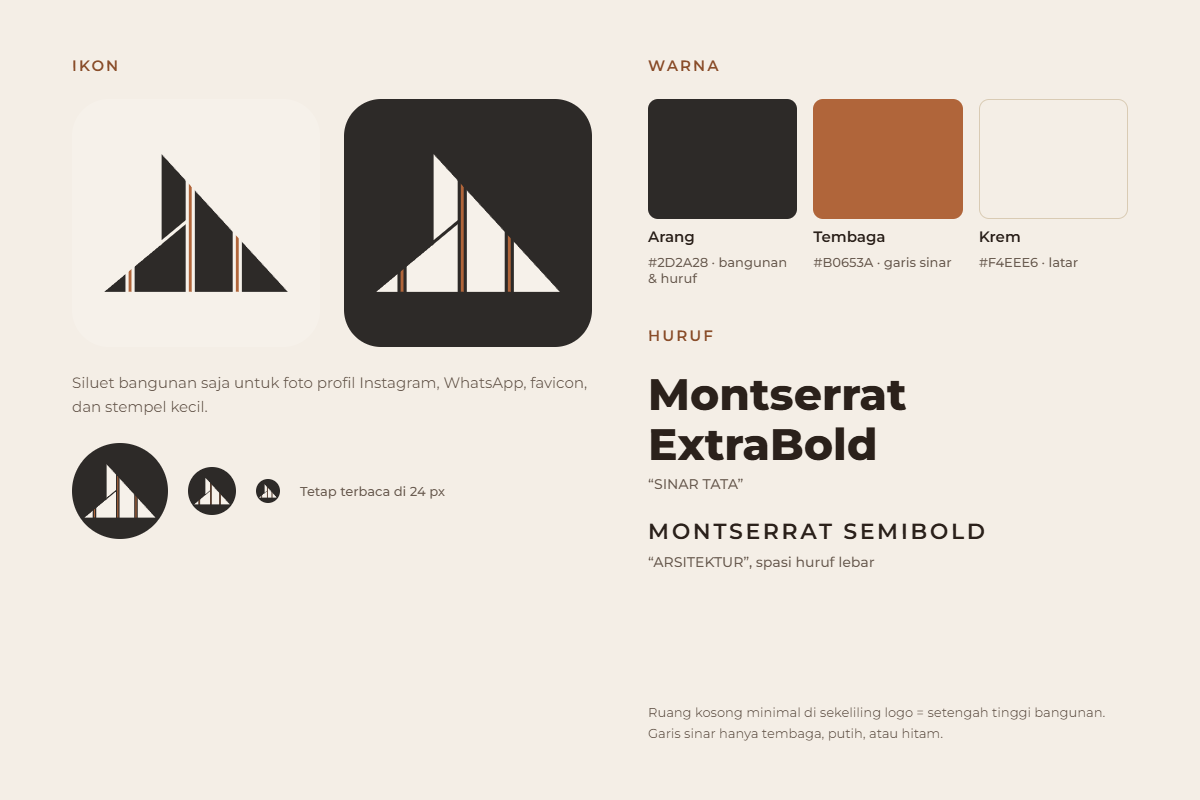 IKON
Siluet bangunan saja untuk foto profil Instagram, WhatsApp, favicon,
dan stempel kecil.
Tetap terbaca di 24 px
WARNA
Arang
#2D2A28 · bangunan
& huruf
Tembaga
#B0653A · garis sinar
Krem
#F4EEE6 · latar
HURUF
Montserrat
ExtraBold
“SINAR TATA”
MONTSERRAT SEMIBOLD
“ARSITEKTUR”, spasi huruf lebar
Ruang kosong minimal di sekeliling logo = setengah tinggi bangunan.
Garis sinar hanya tembaga, putih, atau hitam.